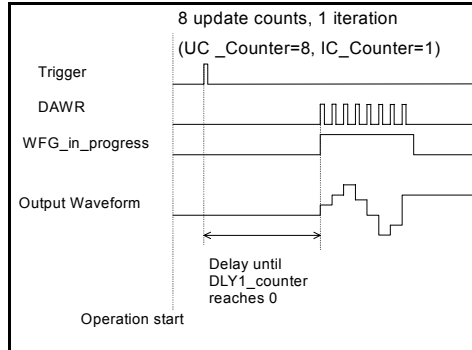 8 update counts, 1 iteration
(UC _Counter=8, IC_Counter=1)
Trigger
DAWR
WFG_in_progress
Output Waveform
Delay until
DLY1_counter
reaches 0
Operation start